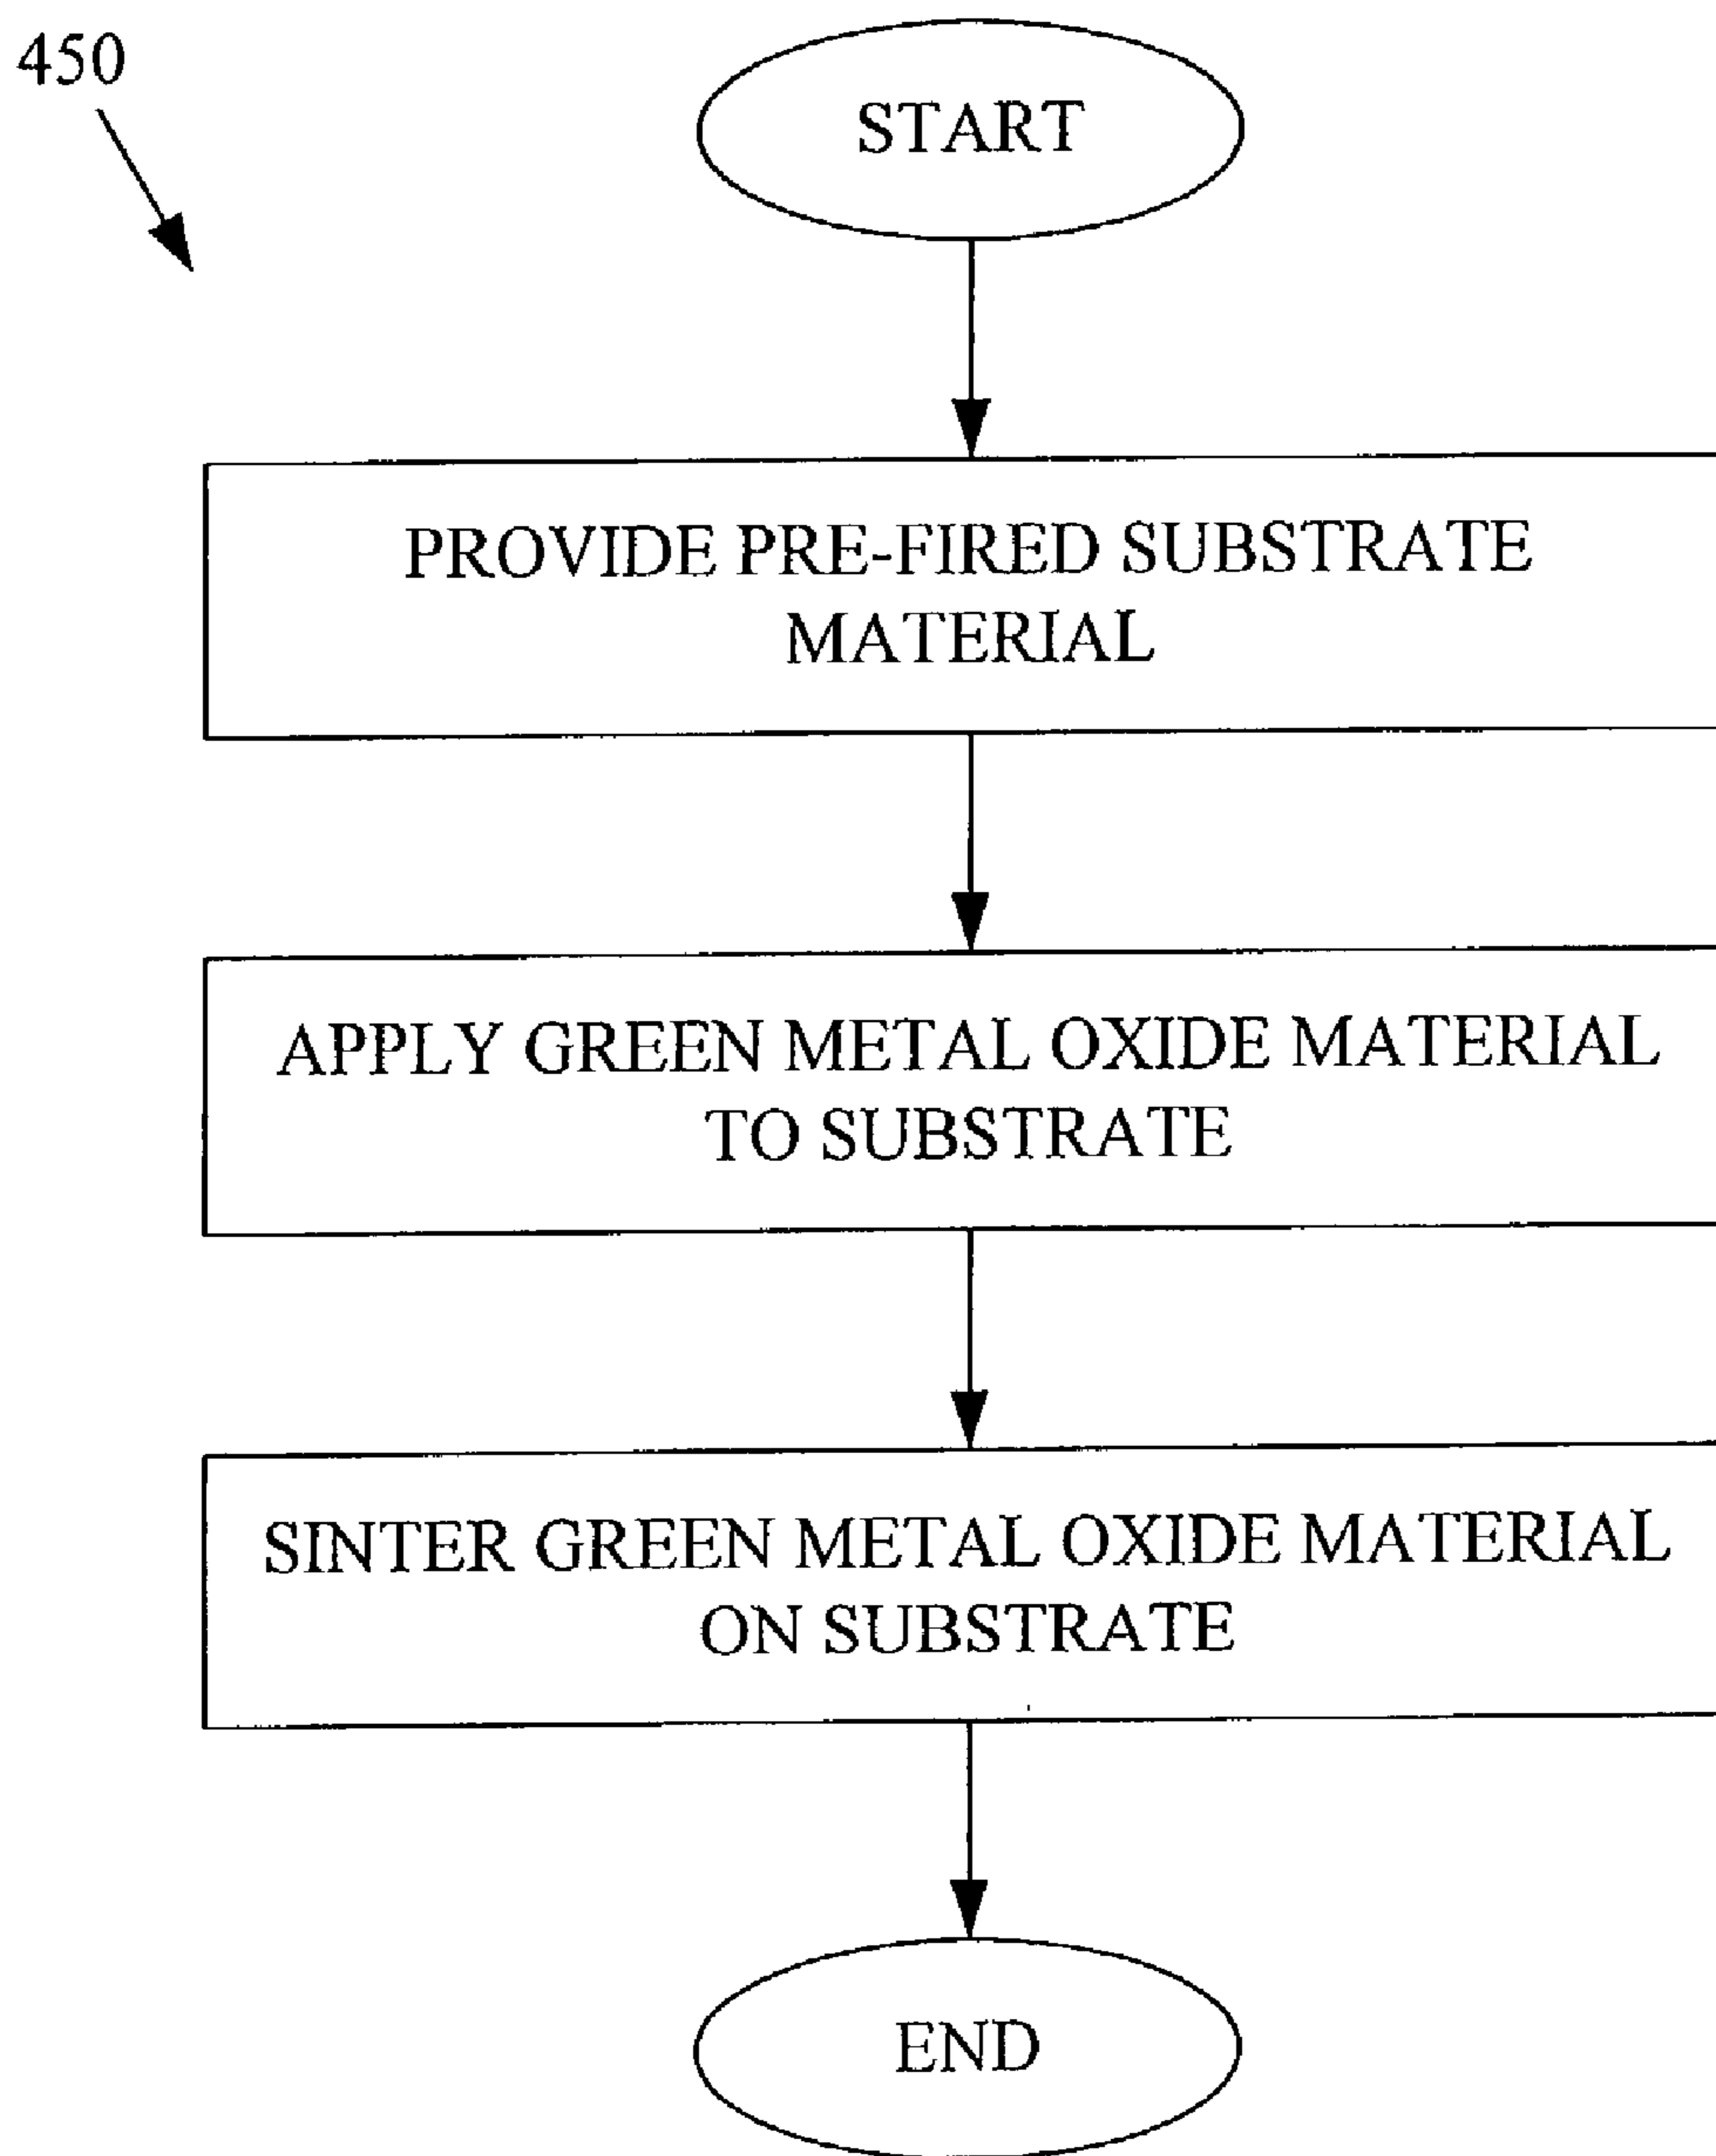 450
START
PROVIDE PRE-FIRED SUBSTRATE
MATERIAL
APPLY GREEN METAL OXIDE MATERIAL
TO SUBSTRATE
SINTER GREEN METAL OXIDE MATERIAL
ON SUBSTRATE
END